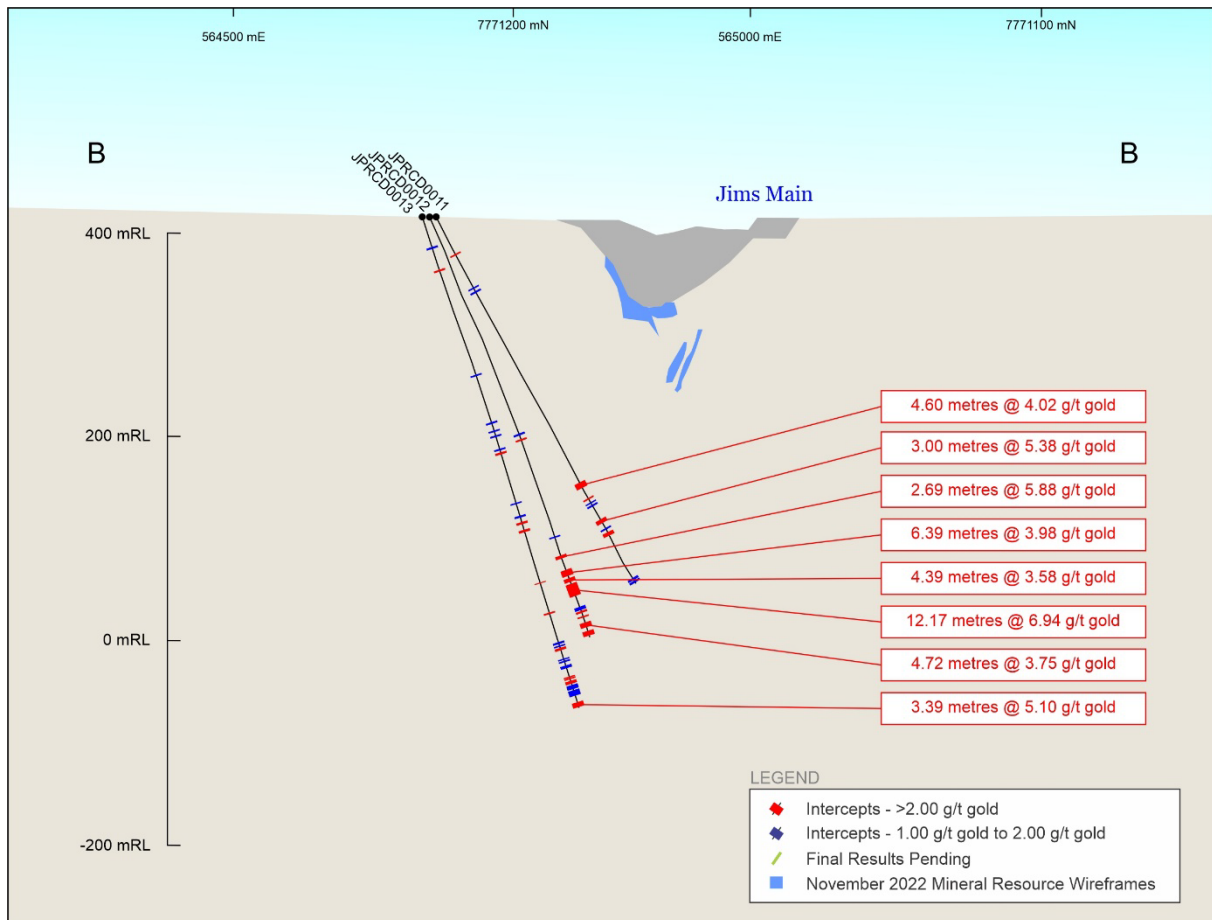 564500 mE
7771200 mN
565000 mE
7771100 mN
B
B
JPRCD0011
JPRCD0012
JPRCD0013
Jims Main
400 mRL
200 mRL
0 mRL
-200 mRL
4.60 metres @ 4.02 g/t gold
3.00 metres @ 5.38 g/t gold
2.69 metres @ 5.88 g/t gold
6.39 metres @ 3.98 g/t gold
4.39 metres @ 3.58 g/t gold
12.17 metres @ 6.94 g/t gold
4.72 metres @ 3.75 g/t gold
3.39 metres @ 5.10 g/t gold
LEGEND
Intercepts - >2.00 g/t gold
Intercepts - 1.00 g/t gold to 2.00 g/t gold
Final Results Pending
November 2022 Mineral Resource Wireframes